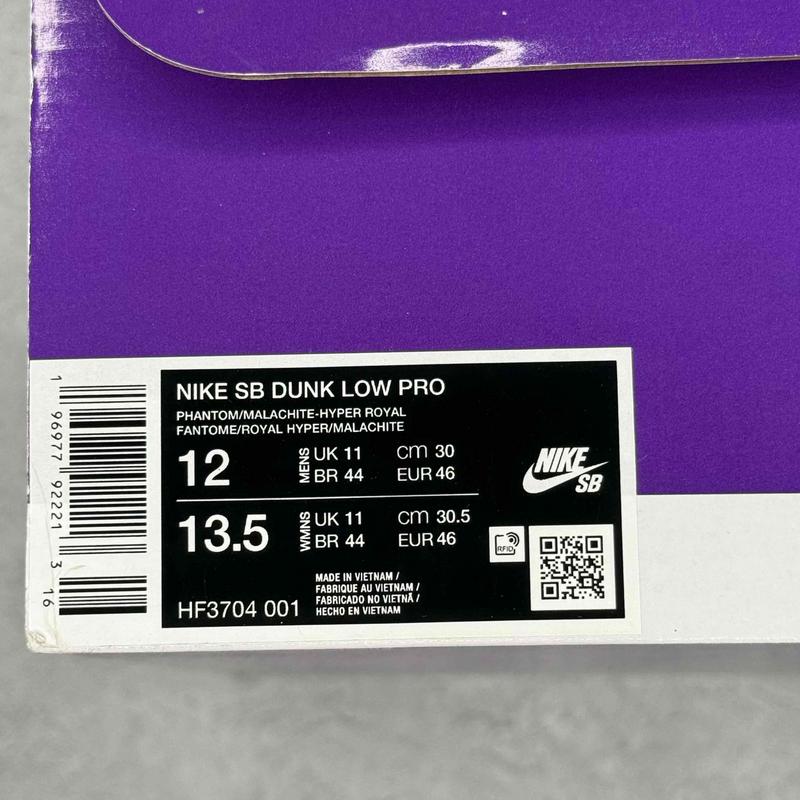 NIKE SB DUNK LOW PRO
PHANTOM/MALACHITE-HYPER ROYAL
FANTOME/ROYAL HYPER/MALACHITE
12 MENS UK 11 cm 30
BR 44 EUR 46
13.5 WMNS UK 11 cm 30.5
BR 44 EUR 46
NIKE
SB
RFID
HF3704 001
MADE IN VIETNAM /
FABRIQUE AU VIETNAM /
FABRICADO NO VIETNÃ /
HECHO EN VIETNAM
1 96977 92221 3 16